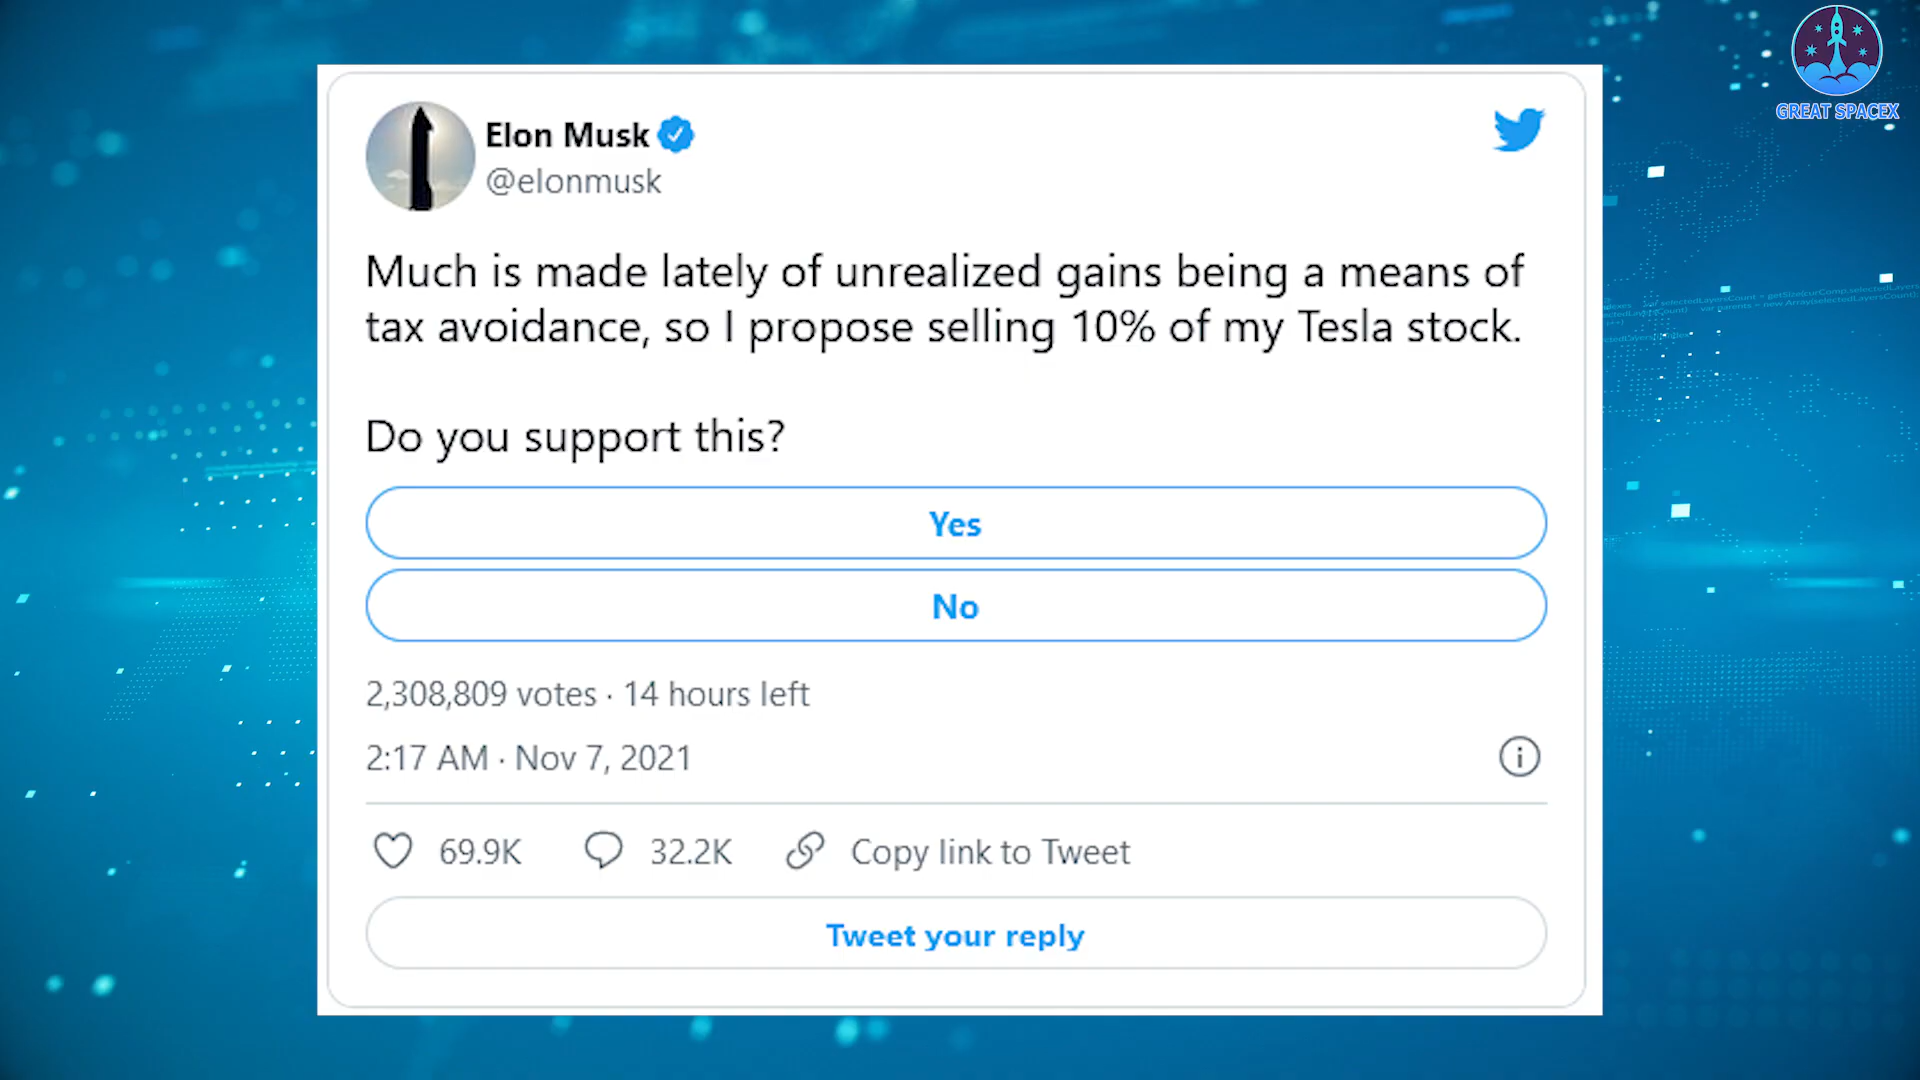 GREAT SPACEX
Elon Musk
@elonmusk
Much is made lately of unrealized gains being a means of
tax avoidance, so I propose selling 10% of my Tesla stock.
Do you support this?
Yes
No
2,308,809 votes · 14 hours left
2:17 AM · Nov 7, 2021
69.9K 32.2K Copy link to Tweet
Tweet your reply